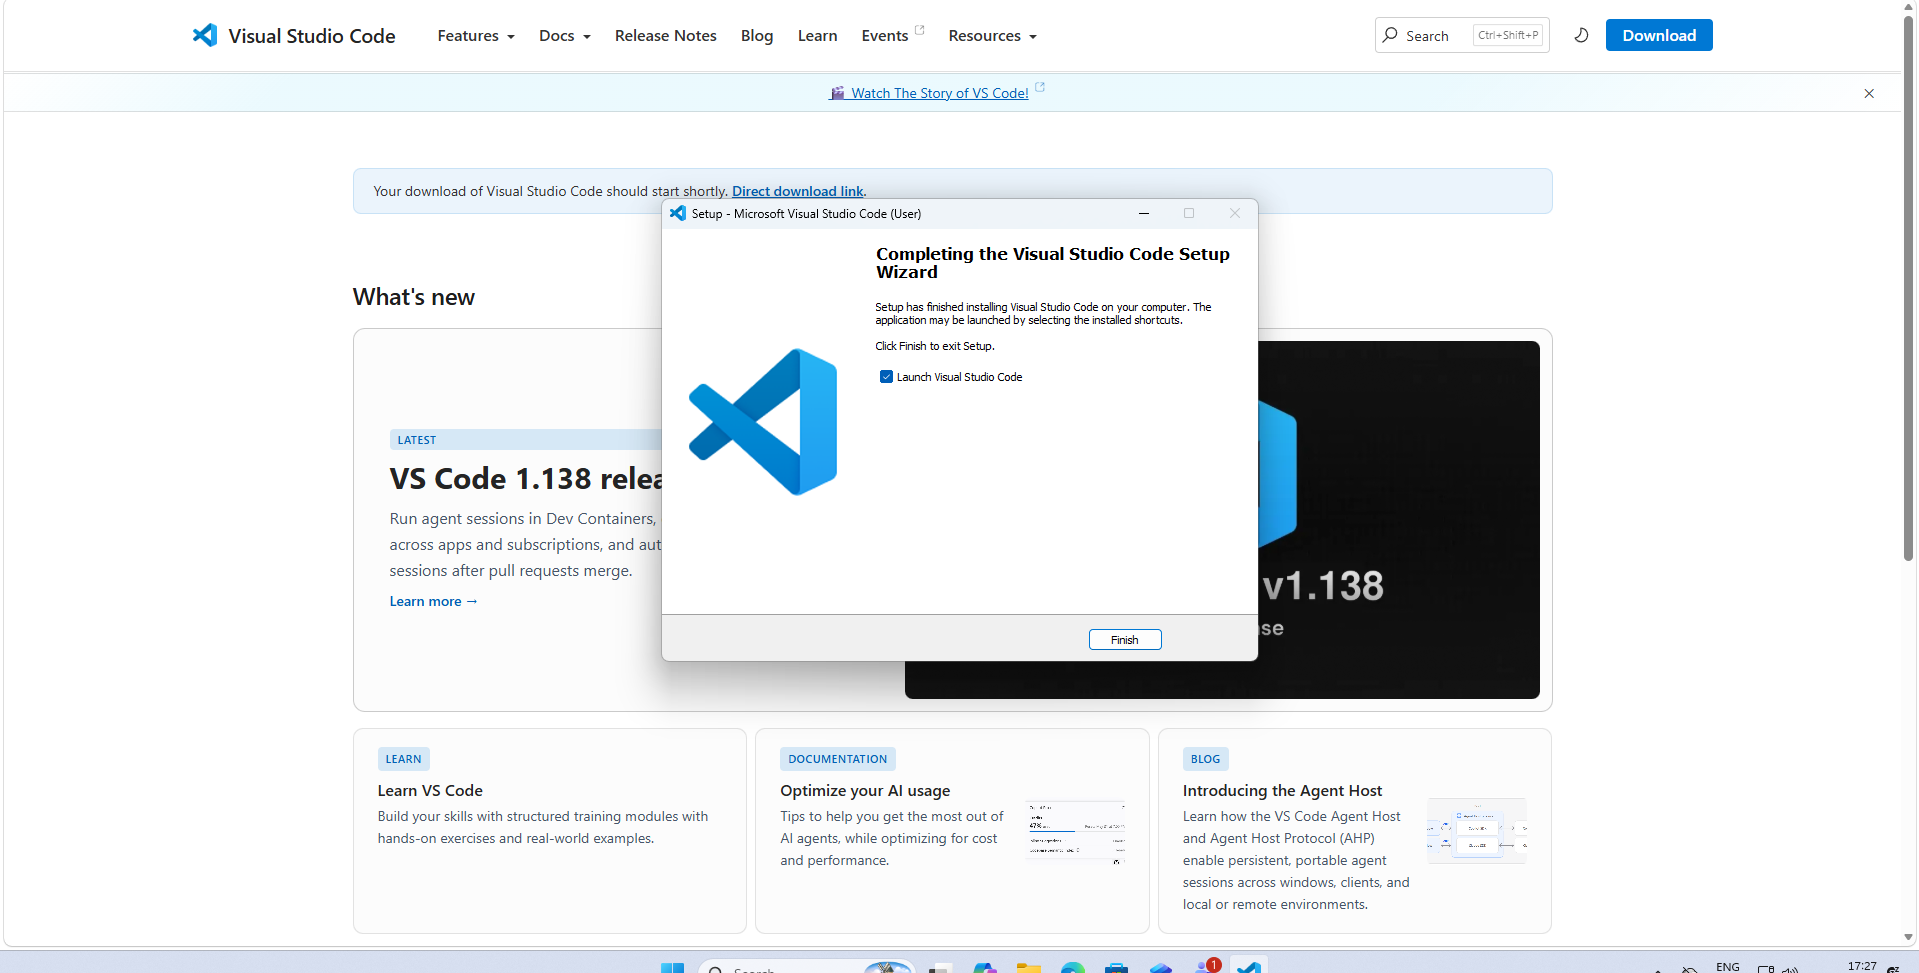 Visual Studio Code
Features
Docs
Release Notes
Blog
Learn
Events
Resources
Search
Ctrl+Shift+P
Download
Watch The Story of VS Code!
Your download of Visual Studio Code should start shortly. Direct download link.
Setup - Microsoft Visual Studio Code (User)
Completing the Visual Studio Code Setup
Wizard
Setup has finished installing Visual Studio Code on your computer. The
application may be launched by selecting the installed shortcuts.
Click Finish to exit Setup.
Launch Visual Studio Code
Finish
What's new
LATEST
VS Code 1.138
Run agent sessions in Dev Containers,
across apps and subscriptions, and
sessions after pull requests merge.
Learn more →
v1.138
LEARN
Learn VS Code
Build your skills with structured training modules with
hands-on exercises and real-world examples.
DOCUMENTATION
Optimize your AI usage
Tips to help you get the most out of
AI agents, while optimizing for cost
and performance.
47%
BLOG
Introducing the Agent Host
Learn how the VS Code Agent Host
and Agent Host Protocol (AHP)
enable persistent, portable agent
sessions across windows, clients, and
local or remote environments.
Search
1
ENG
17:27